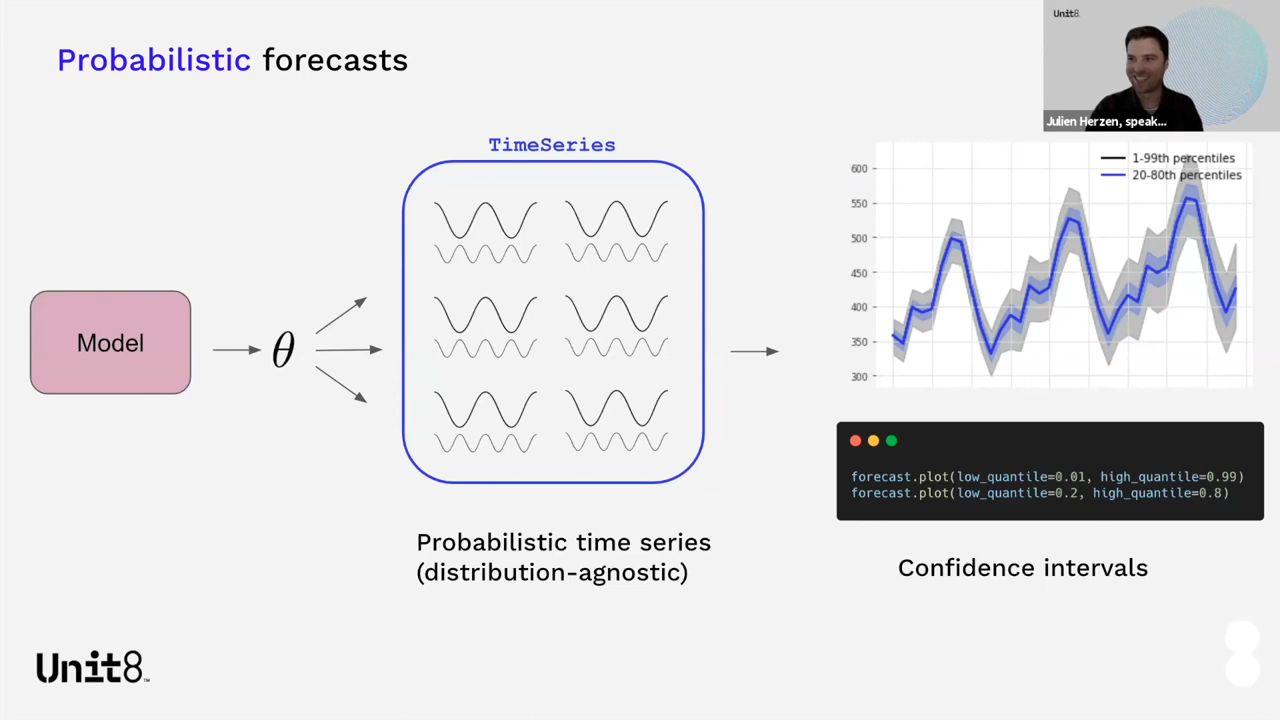 Probabilistic forecasts
Unit8
Julien Herzen, speak...
TimeSeries
Model
θ
600
550
500
450
400
350
300
1-99th percentiles
20-80th percentiles
forecast.plot(low_quantile=0.01, high_quantile=0.99)
forecast.plot(low_quantile=0.2, high_quantile=0.8)
Probabilistic time series
(distribution-agnostic)
Confidence intervals
Unit8™